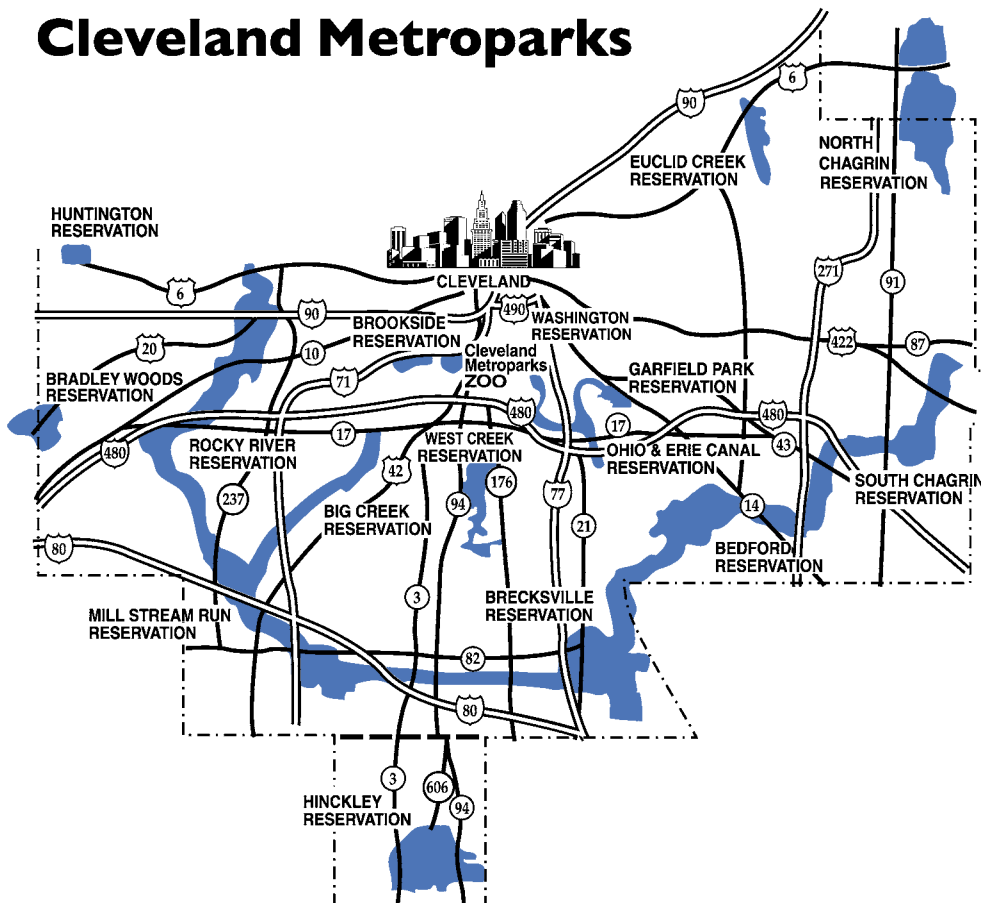 Cleveland Metroparks
6
90
NORTH
CHAGRIN
RESERVATION
EUCLID CREEK
RESERVATION
HUNTINGTON
RESERVATION
271
91
6
CLEVELAND
490
90
BROOKSIDE
RESERVATION
WASHINGTON
RESERVATION
20
10
422
87
Cleveland
Metroparks
ZOO
BRADLEY WOODS
RESERVATION
71
GARFIELD PARK
RESERVATION
480
480
17
17
43
480
ROCKY RIVER
RESERVATION
WEST CREEK
RESERVATION
OHIO & ERIE CANAL
RESERVATION
42
176
77
SOUTH CHAGRIN
RESERVATION
237
94
14
BIG CREEK
RESERVATION
21
80
BEDFORD
RESERVATION
3
BRECKSVILLE
RESERVATION
MILL STREAM RUN
RESERVATION
82
80
3
606
94
HINCKLEY
RESERVATION